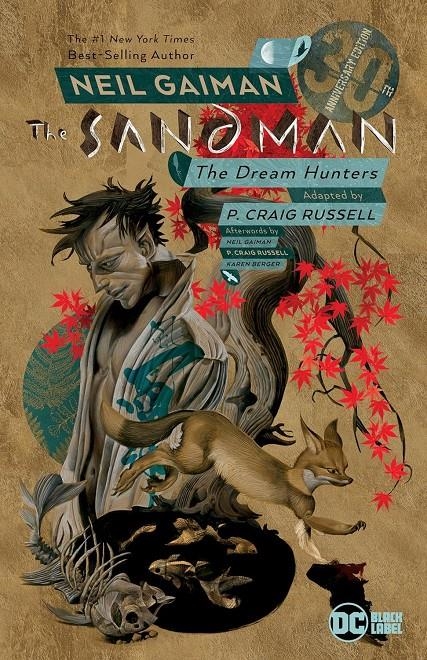 The #1 New York Times
Best-Selling Author
NEIL GAIMAN
30TH
ANNIVERSARY EDITION
The SANDMAN
The Dream Hunters
Adapted by
P. CRAIG RUSSELL
Afterwords by
NEIL GAIMAN
P. CRAIG RUSSELL
KAREN BERGER
DC BLACK
LABEL